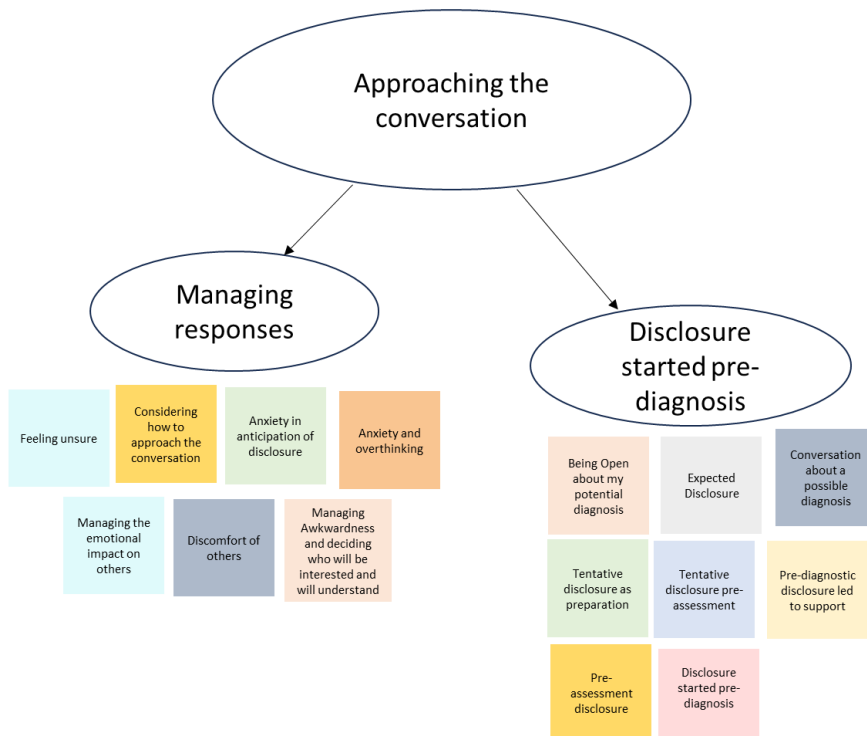 Approaching the
conversation
Managing
responses
Disclosure
started pre-
diagnosis
Feeling unsure
Considering
how to
approach the
conversation
Anxiety in
anticipation of
disclosure
Anxiety and
overthinking
Managing the
emotional
impact on
others
Discomfort of
others
Managing
Awkwardness
and deciding
who will be
interested and
will understand
Being Open
about my
potential
diagnosis
Expected
Disclosure
Conversation
about a
possible
diagnosis
Tentative
disclosure as
preparation
Tentative
disclosure pre-
assessment
Pre-diagnostic
disclosure led
to support
Pre-
assessment
disclosure
Disclosure
started pre-
diagnosis